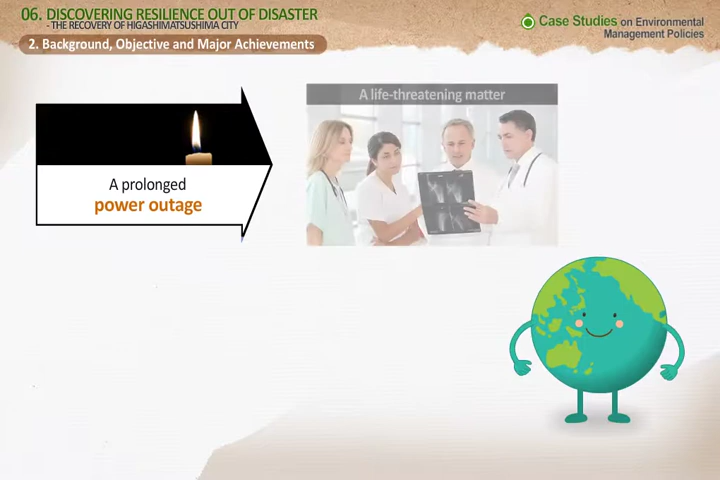 06. DISCOVERING RESILIENCE OUT OF DISASTER
- THE RECOVERY OF HIGASHIMATSUSHIMA CITY
2. Background, Objective and Major Achievements
Case Studies on Environmental
Management Policies
A life-threatening matter
A prolonged
power outage